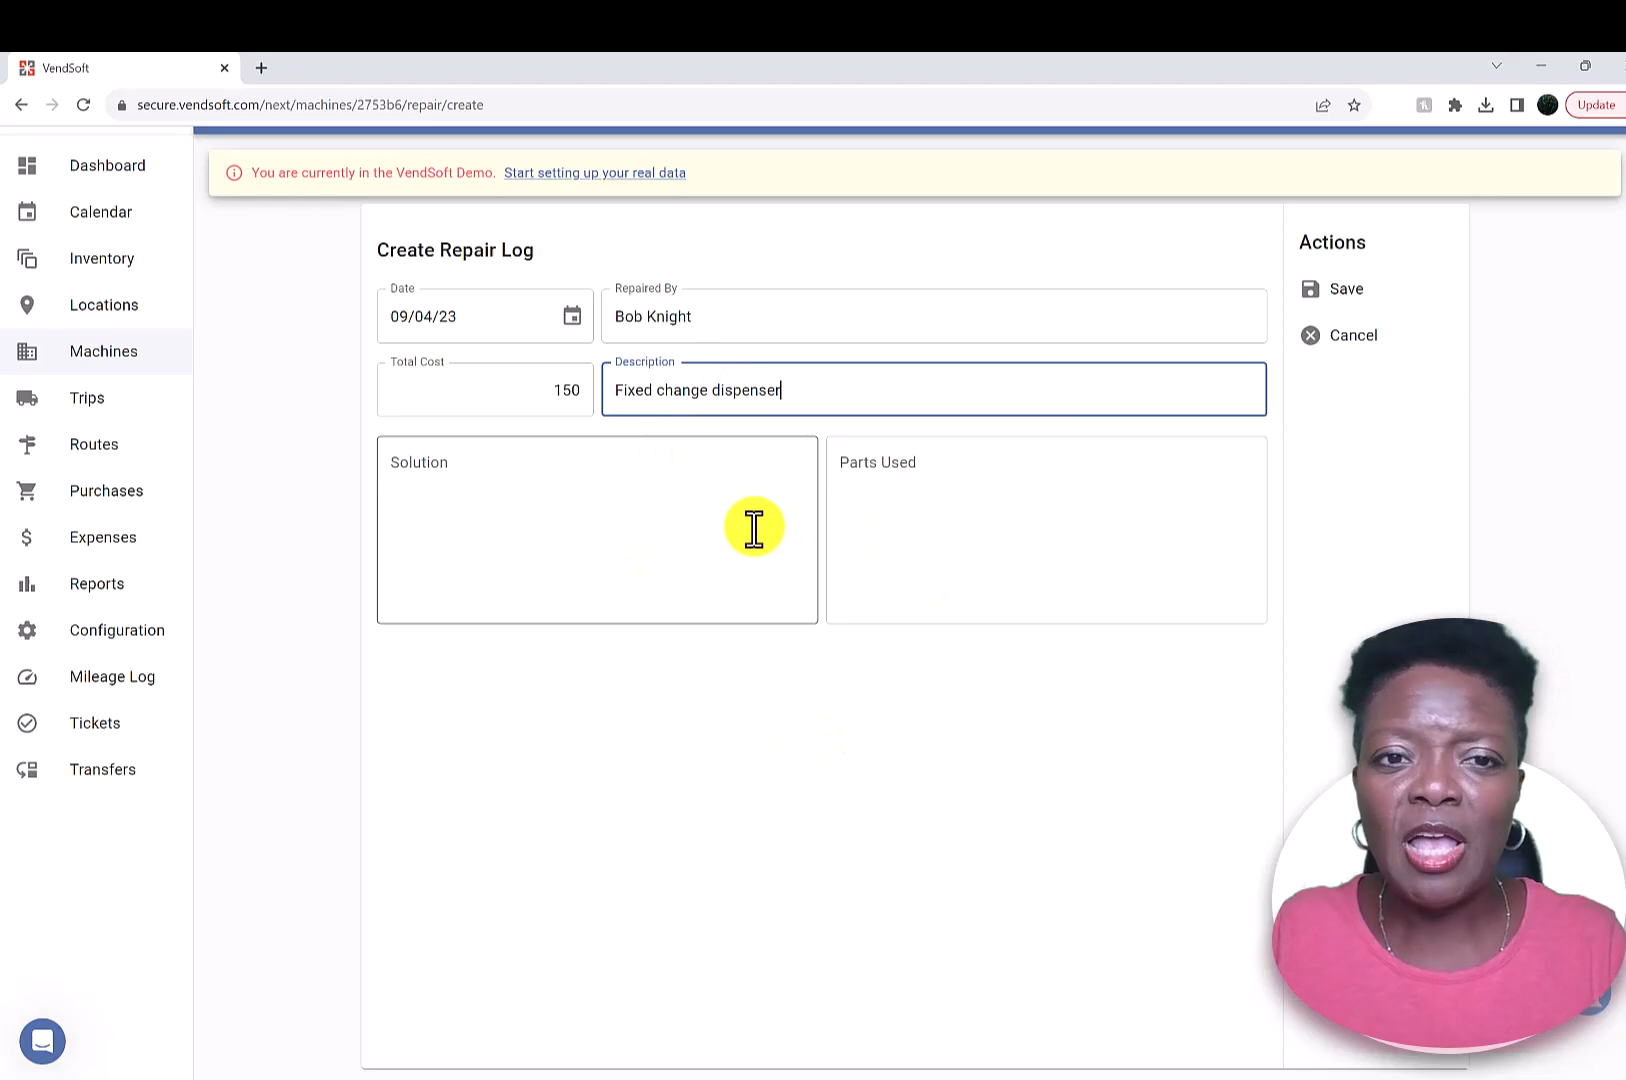 VendSoft
secure.vendsoft.com/next/machines/2753b6/repair/create
Update
You are currently in the VendSoft Demo. Start setting up your real data
Dashboard
Calendar
Inventory
Locations
Machines
Trips
Routes
Purchases
Expenses
Reports
Configuration
Mileage Log
Tickets
Transfers
Create Repair Log
Date
09/04/23
Repaired By
Bob Knight
Total Cost
150
Description
Fixed change dispenser
Solution
Parts Used
Actions
Save
Cancel